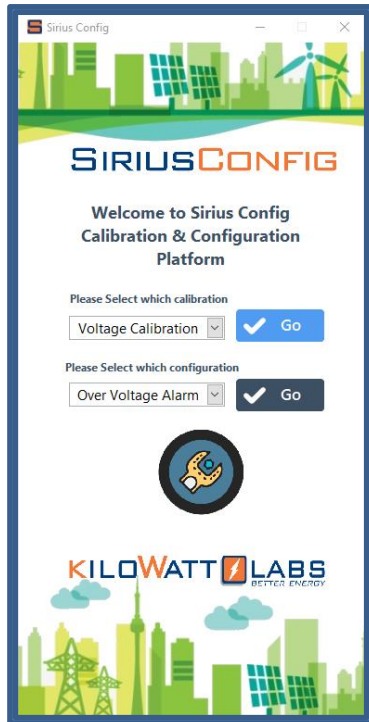 Sirius Config
SIRIUSCONFIG
Welcome to Sirius Config
Calibration & Configuration
Platform
Please Select which calibration
Voltage Calibration
Go
Please Select which configuration
Over Voltage Alarm
Go
KILOWATT LABS
BETTER ENERGY